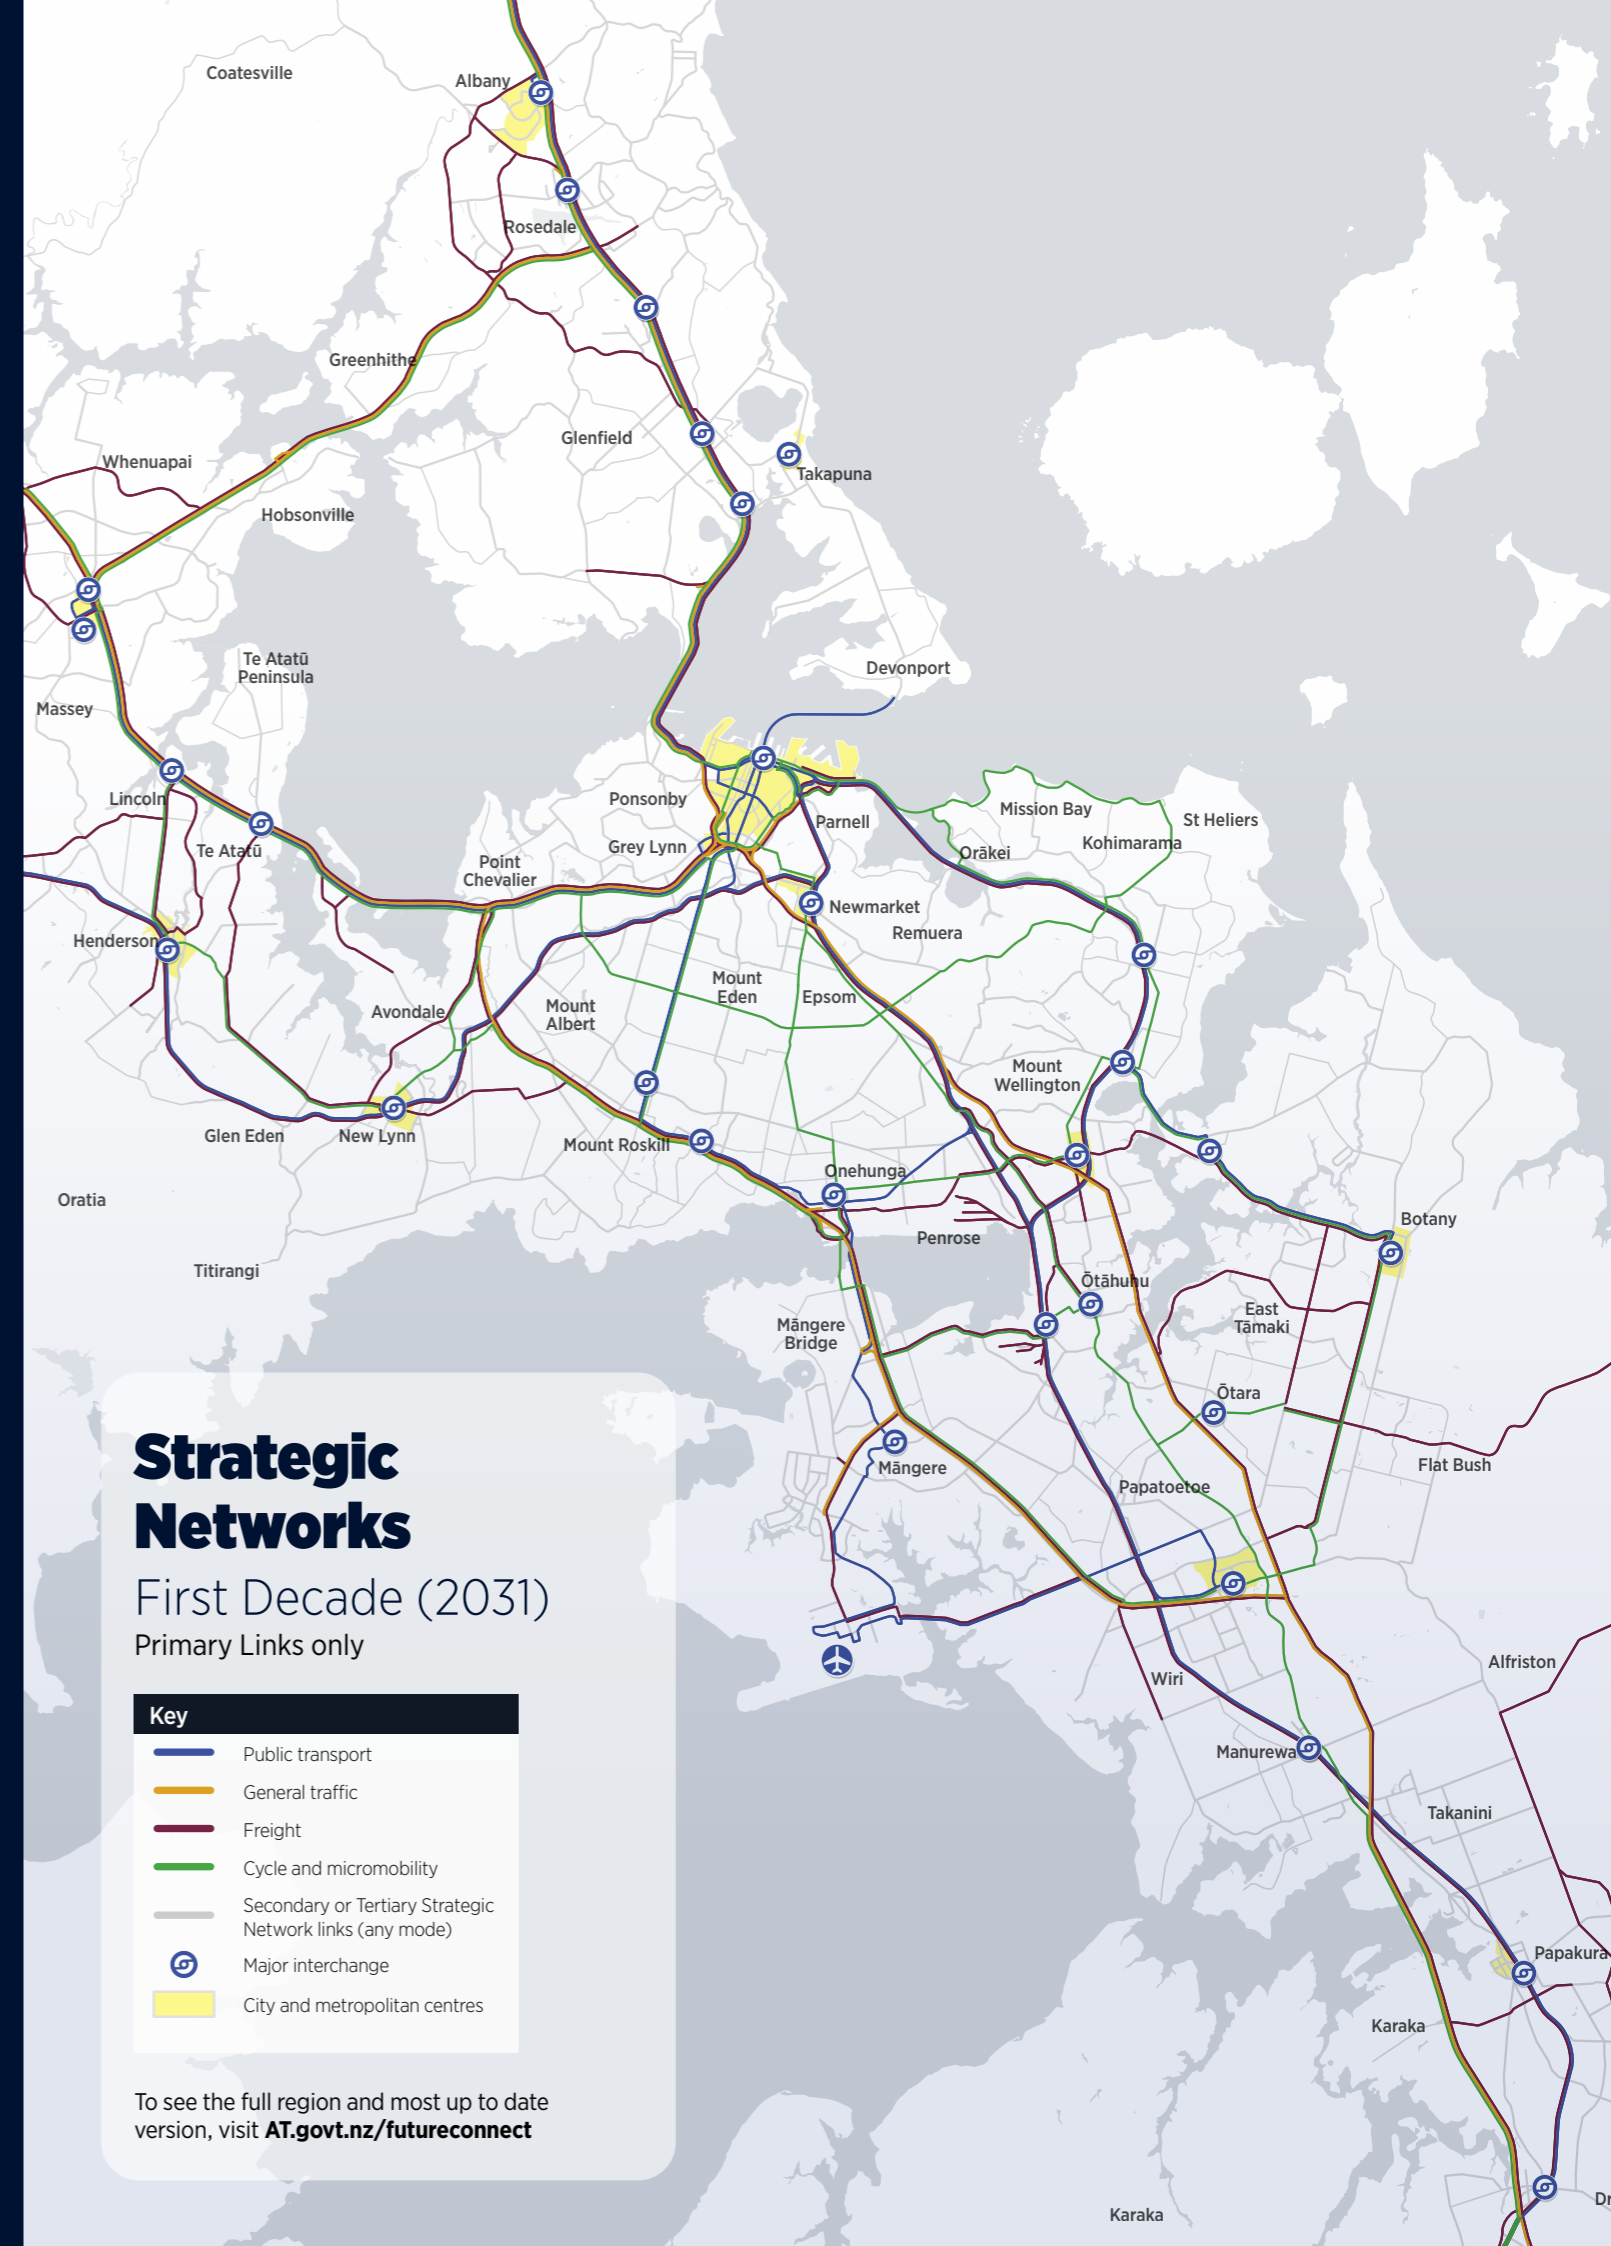 Coatesville
Albany
Rosedale
Greenhithe
Glenfield
Whenuapai
Takapuna
Hobsonville
Te Atatū
Peninsula
Devonport
Massey
Lincoln
Ponsonby
Mission Bay
St Heliers
Parnell
Te Atatū
Grey Lynn
Kohimarama
Orākei
Point
Chevalier
Newmarket
Remuera
Henderson
Mount
Eden
Epsom
Avondale
Mount
Albert
Mount
Wellington
Glen Eden
New Lynn
Mount Roskill
Onehunga
Oratia
Botany
Penrose
Titirangi
Ōtāhuhu
East
Tāmaki
Māngere
Bridge
Ōtara
Flat Bush
Māngere
Papatoetoe
Strategic
Networks
First Decade (2031)
Primary Links only
Key
Public transport
General traffic
Freight
Cycle and micromobility
Secondary or Tertiary Strategic
Network links (any mode)
Major interchange
City and metropolitan centres
To see the full region and most up to date
version, visit AT.govt.nz/futureconnect
Wiri
Alfriston
Manurewa
Takanini
Papakura
Karaka
Karaka
Dr